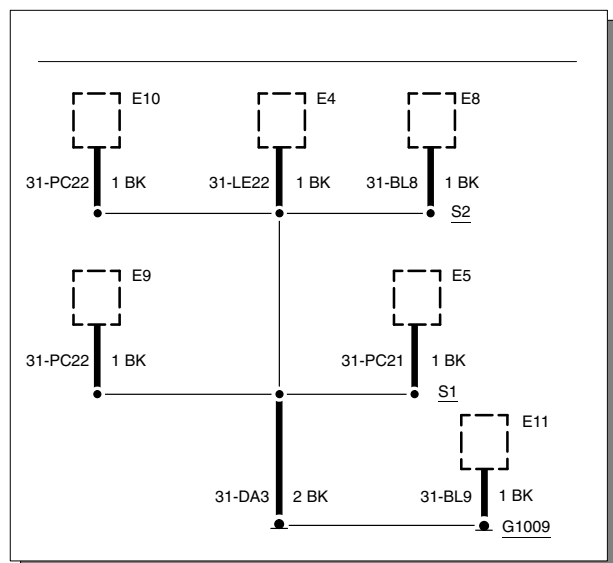 E10 E4 E8
31-PC22 1 BK 31-LE22 1 BK 31-BL8 1 BK
S2
E9 E5
31-PC22 1 BK 31-PC21 1 BK
S1
E11
31-DA3 2 BK 31-BL9 1 BK
G1009